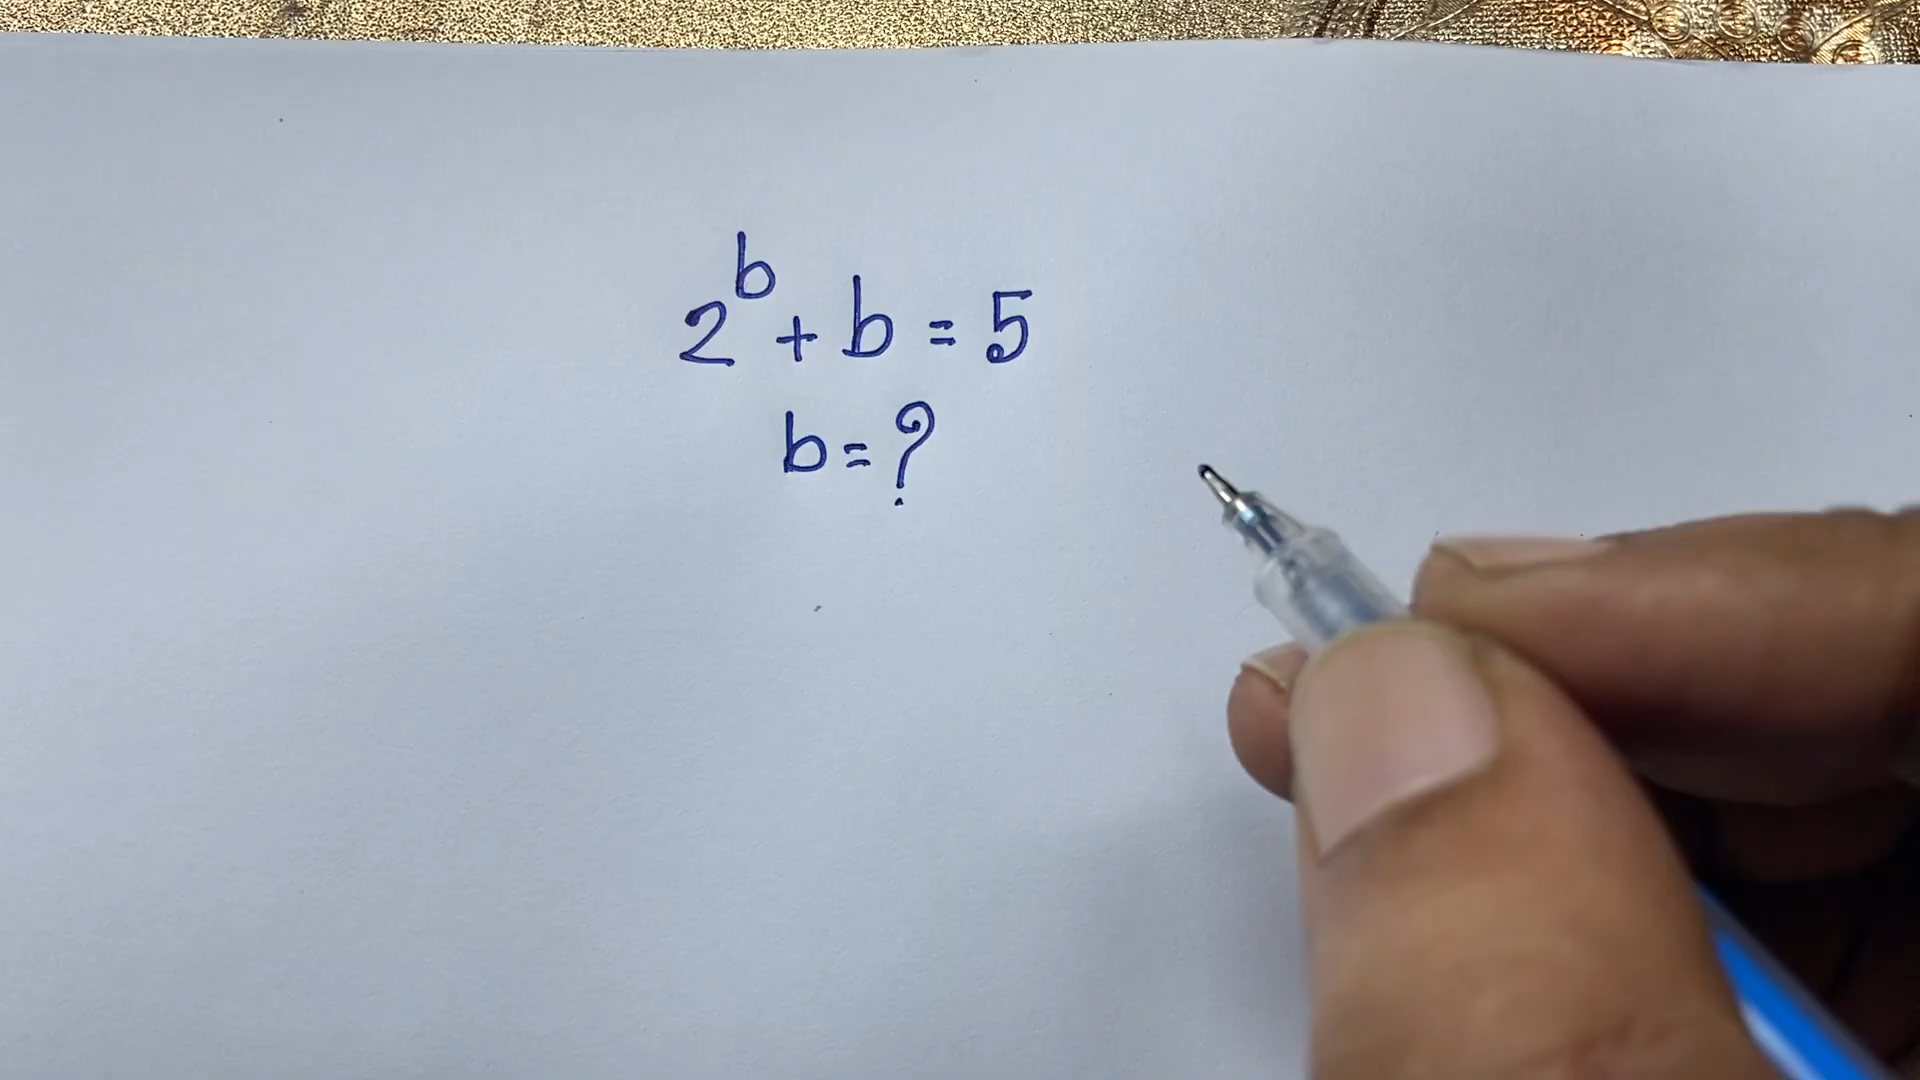 2^b + b = 5
b = ?